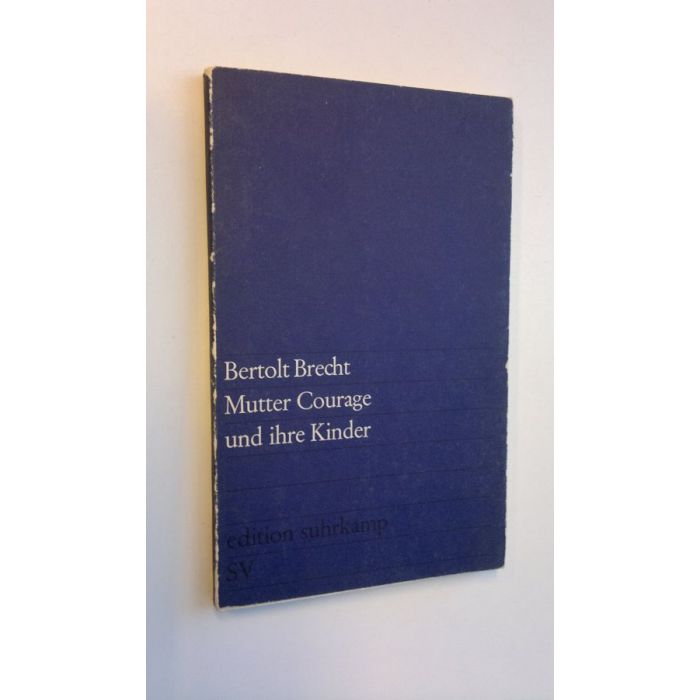 Bertolt Brecht
Mutter Courage
und ihre Kinder
edition suhrkamp
SV